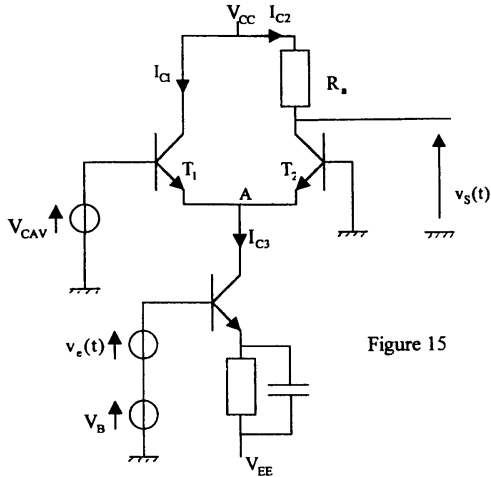 V_CC
I_C2
I_C1
R_a
T_1
T_2
A
V_CAV
v_S(t)
I_C3
v_e(t)
Figure 15
V_B
V_EE